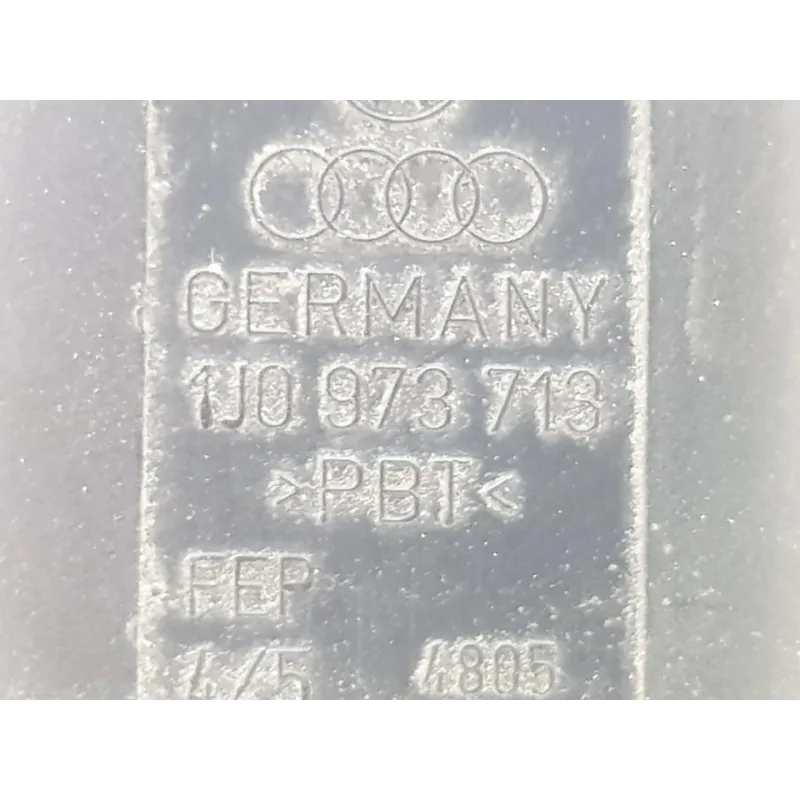 GERMANY
1J0 973 713
>PBT<
FEP
4/5 4805